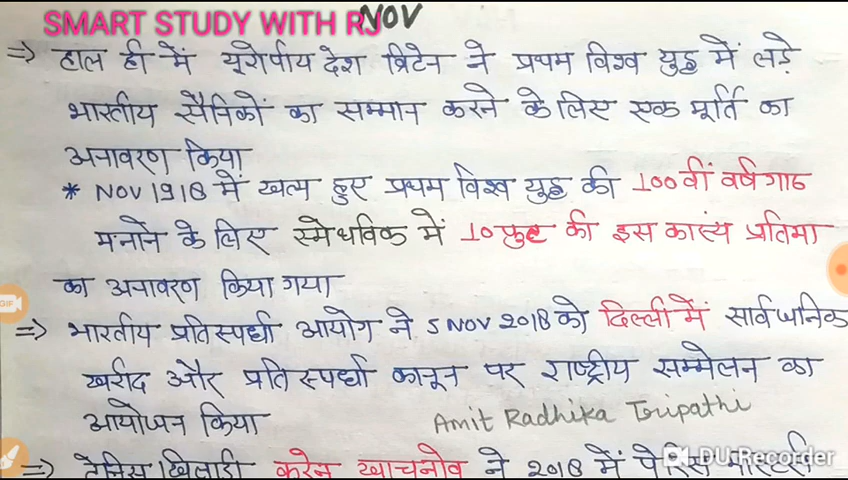 SMART STUDY WITH RJ NOV
⇒ हाल ही में यूरोपीय देश ब्रिटेन ने प्रथम विश्व युद्ध में लड़े
भारतीय सैनिकों का सम्मान करने के लिए एक मूर्ति का
अनावरण किया
* NOV 1918 में खत्म हुए प्रथम विश्व युद्ध की 100वीं वर्षगाठ
मनाने के लिए स्मेथविक में 10 फुट की इस कास्य प्रतिमा
का अनावरण किया गया
⇒ भारतीय प्रतिस्पर्धा आयोग ने 5 NOV 2018 को दिल्ली में सार्वजनिक
खरीद और प्रतिस्पर्धा कानून पर राष्ट्रीय सम्मेलन का
आयोजन किया
Amit Radhika Tripathi
⇒ टेनिस खिलाड़ी करेन खाचनोव ने 2018 में पेरिस मास्टर्स
DU Recorder
GIF